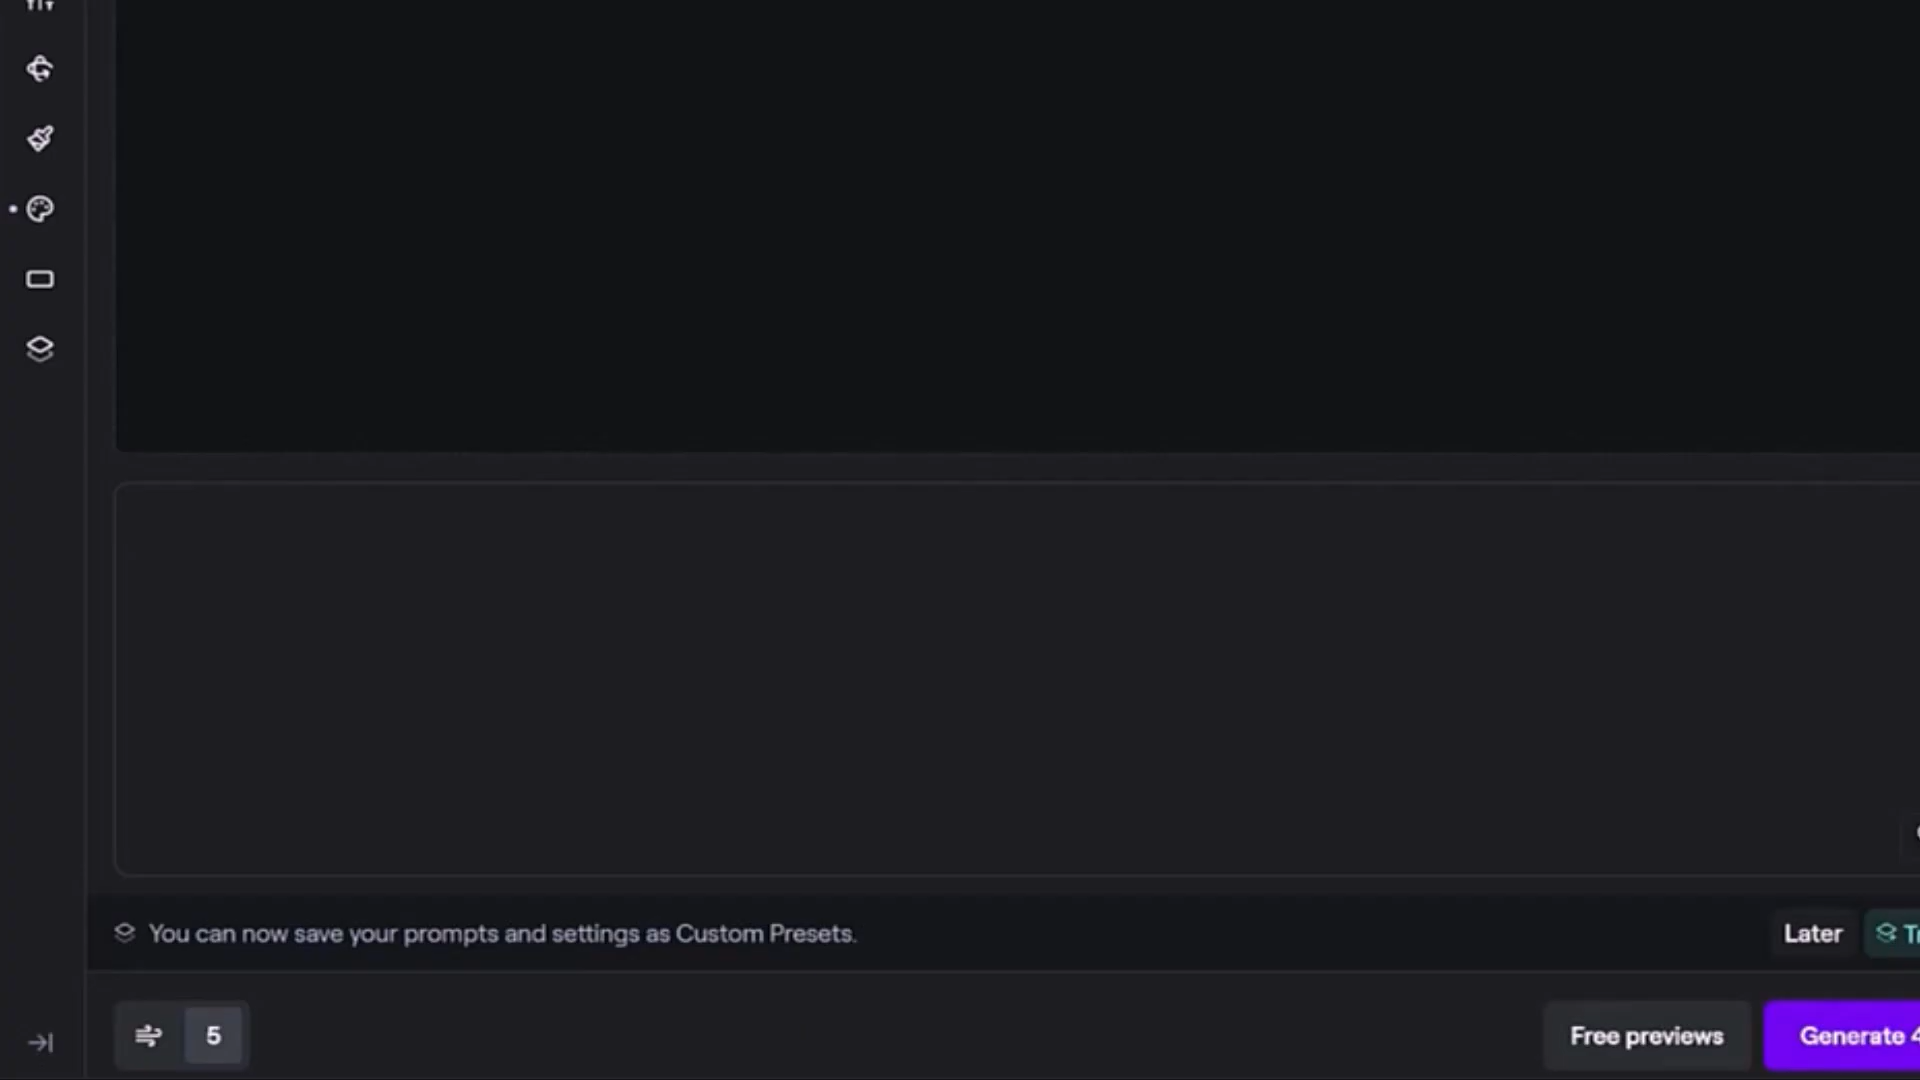 You can now save your prompts and settings as Custom Presets.
Later
5
Free previews
Generate